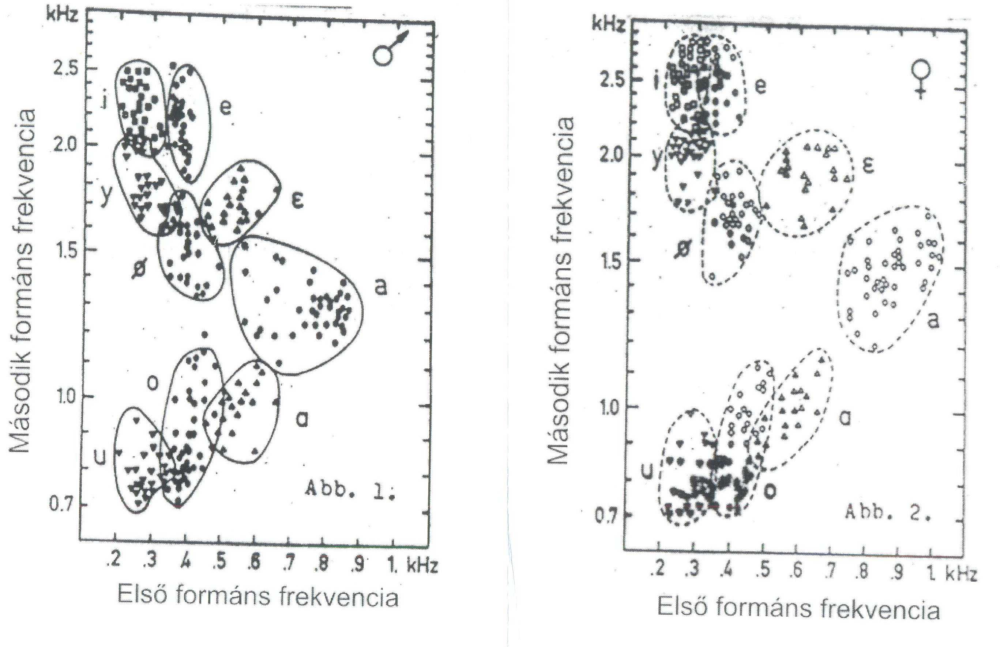 kHz
2.5
i
e
2.0
y
ε
ø
1.5
a
o
1.0
ɑ
u
0.7
Abb. 1.
.2 .3 .4 .5 .6 .7 .8 .9 1. kHz
Első formáns frekvencia
Második formáns frekvencia
kHz
2.5
i
e
2.0
y
ε
ø
1.5
a
1.0
ɑ
u
o
0.7
Abb. 2.
.2 .3 .4 .5 .6 .7 .8 .9 1. kHz
Első formáns frekvencia
Második formáns frekvencia